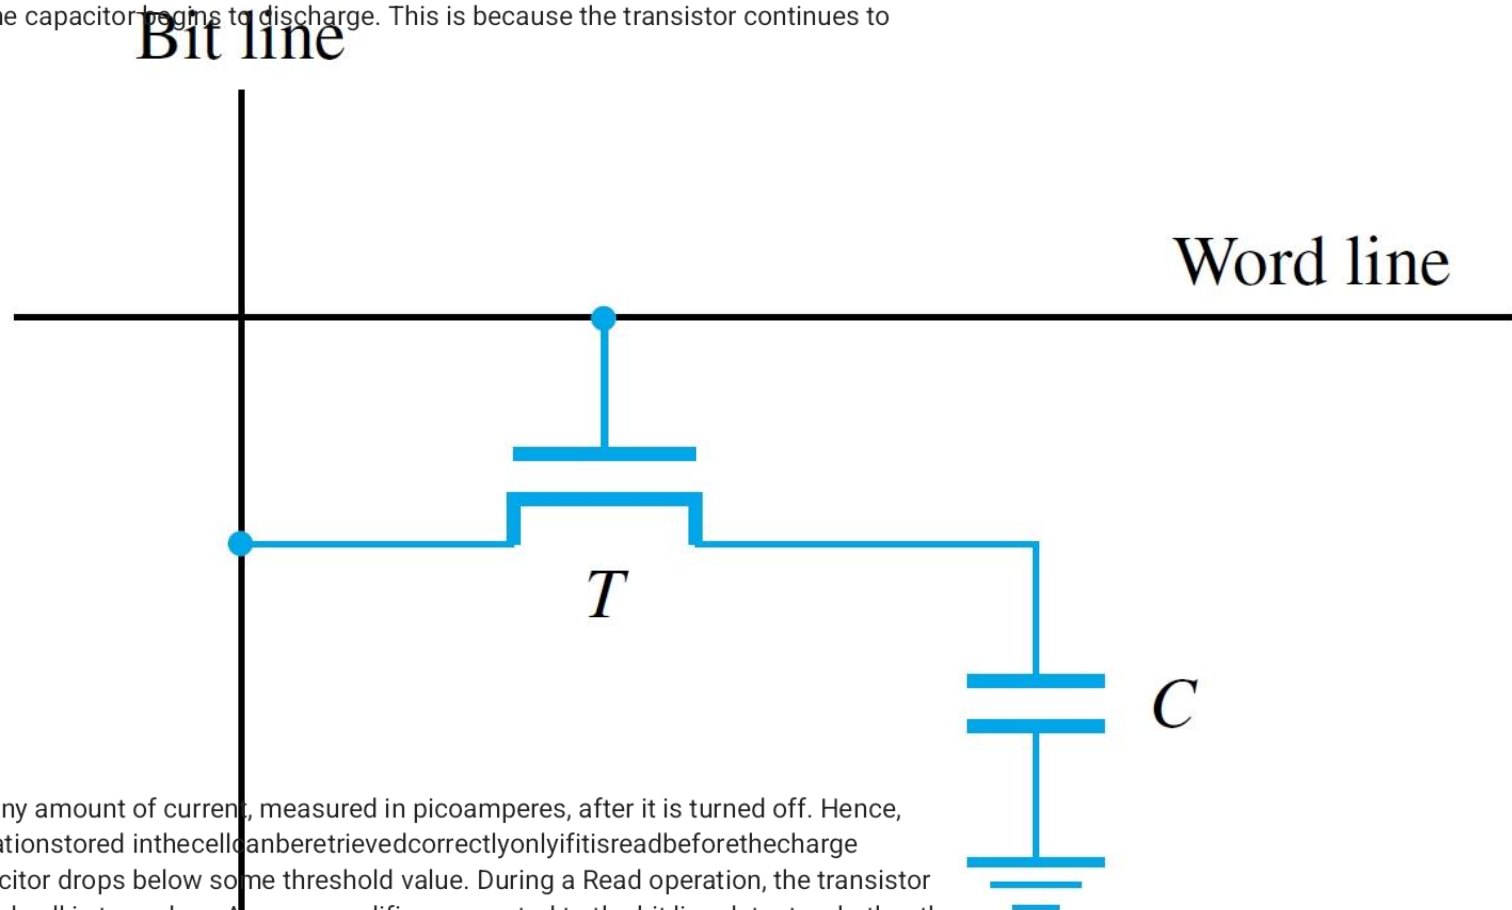 e capacitor begins to discharge. This is because the transistor continues to
Bit line
Word line
T
C
ny amount of current, measured in picoamperes, after it is turned off. Hence,
ationstored inthecellcanberetrievedcorrectlyonlyifitisreadbeforethecharge
citor drops below some threshold value. During a Read operation, the transistor